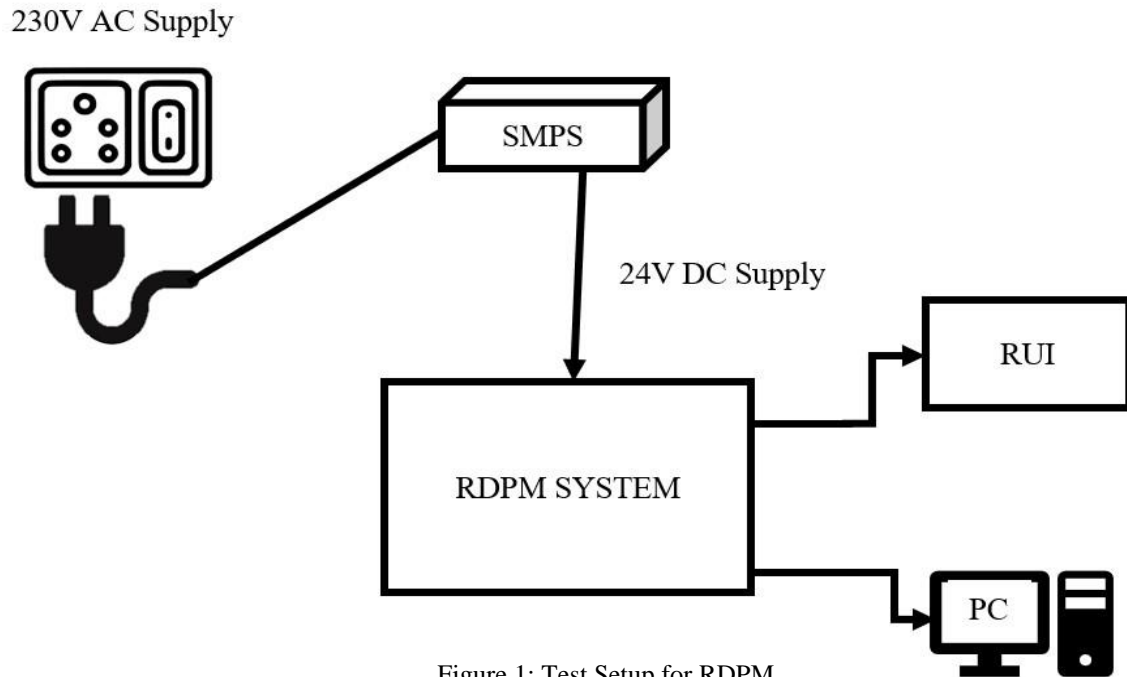 230V AC Supply
SMPS
24V DC Supply
RUI
RDPM SYSTEM
PC
Figure 1: Test Setup for RDPM